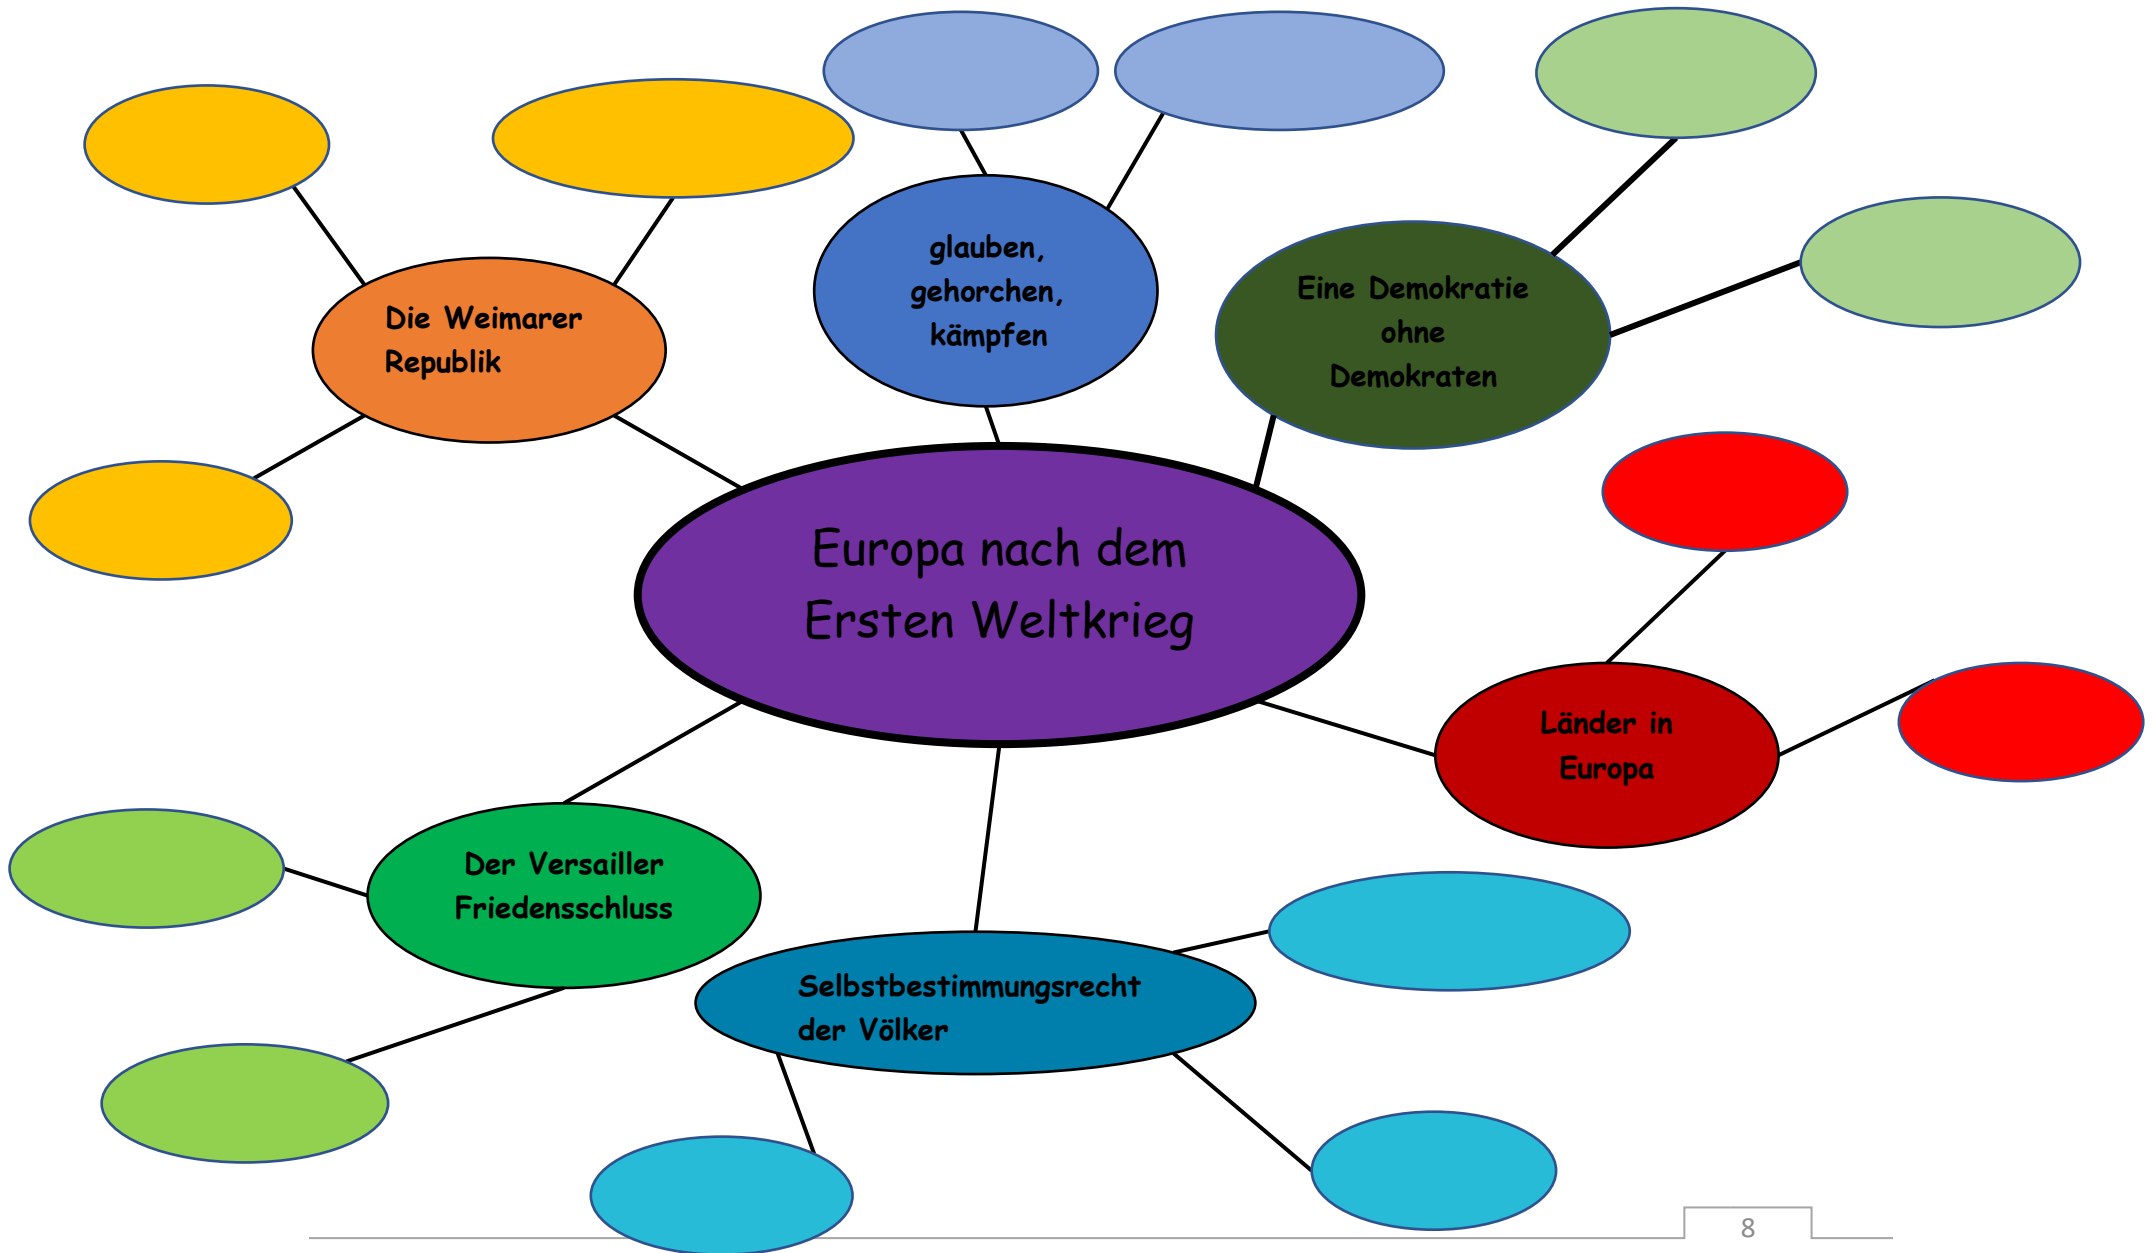 glauben,
gehorchen,
kämpfen
Eine Demokratie
ohne
Demokraten
Die Weimarer
Republik
Europa nach dem
Ersten Weltkrieg
Länder in
Europa
Der Versailler
Friedensschluss
Selbstbestimmungsrecht
der Völker
8